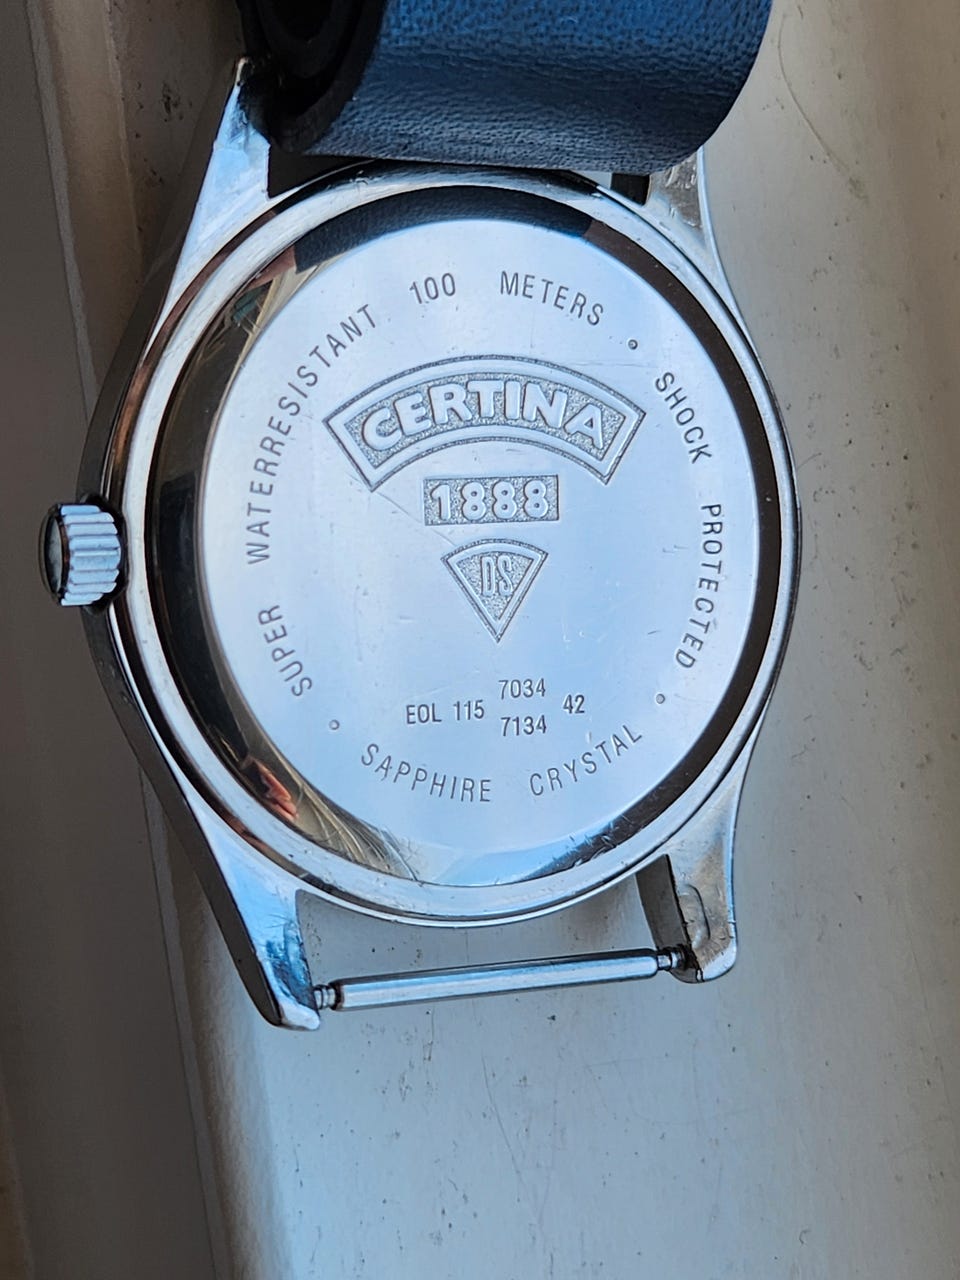 SUPER WATERRESISTANT 100 METERS • SHOCK PROTECTED •
CERTINA
1888
DS
7034
EOL 115 42
7134
SAPPHIRE CRYSTAL •